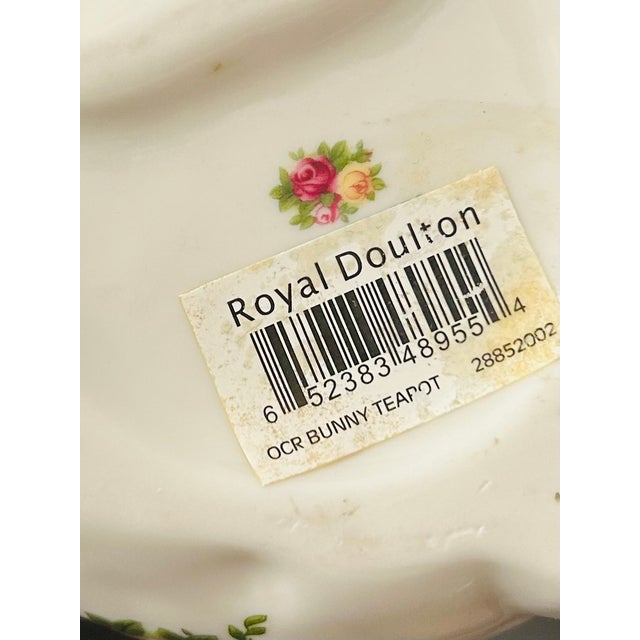 Royal Doulton
6 52383 48955 4
OCR BUNNY TEAPOT 28852002